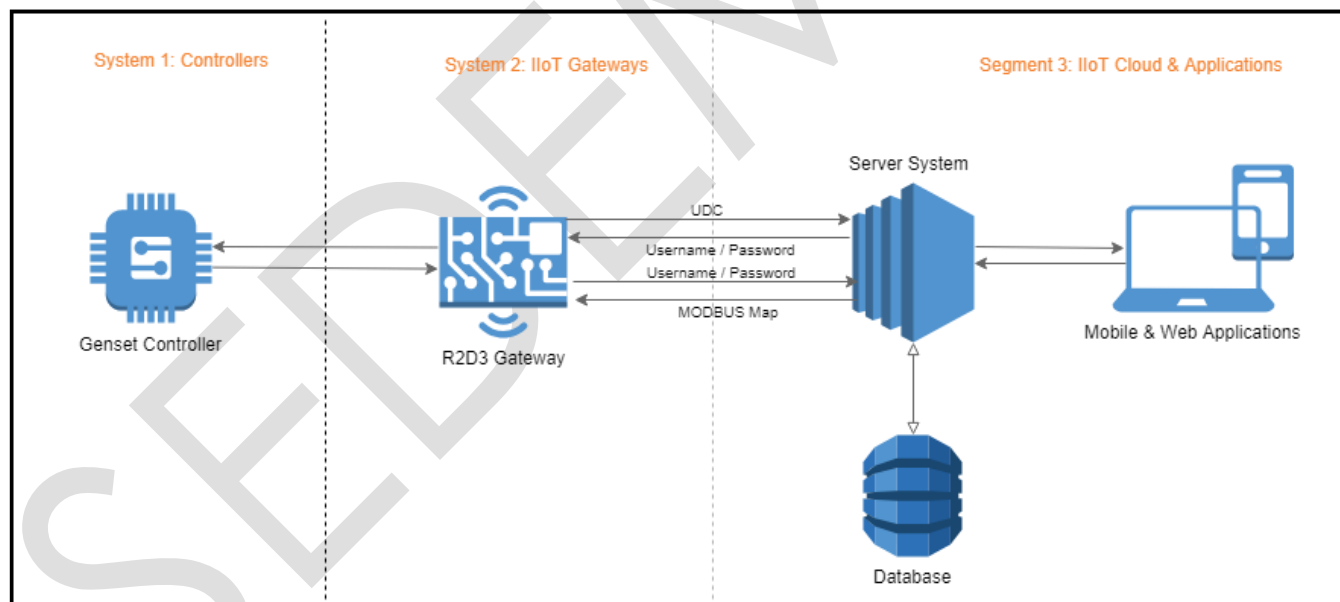 System 1: Controllers
System 2: IIoT Gateways
Segment 3: IIoT Cloud & Applications
Server System
UDC
Username / Password
Username / Password
MODBUS Map
Genset Controller
R2D3 Gateway
Mobile & Web Applications
Database